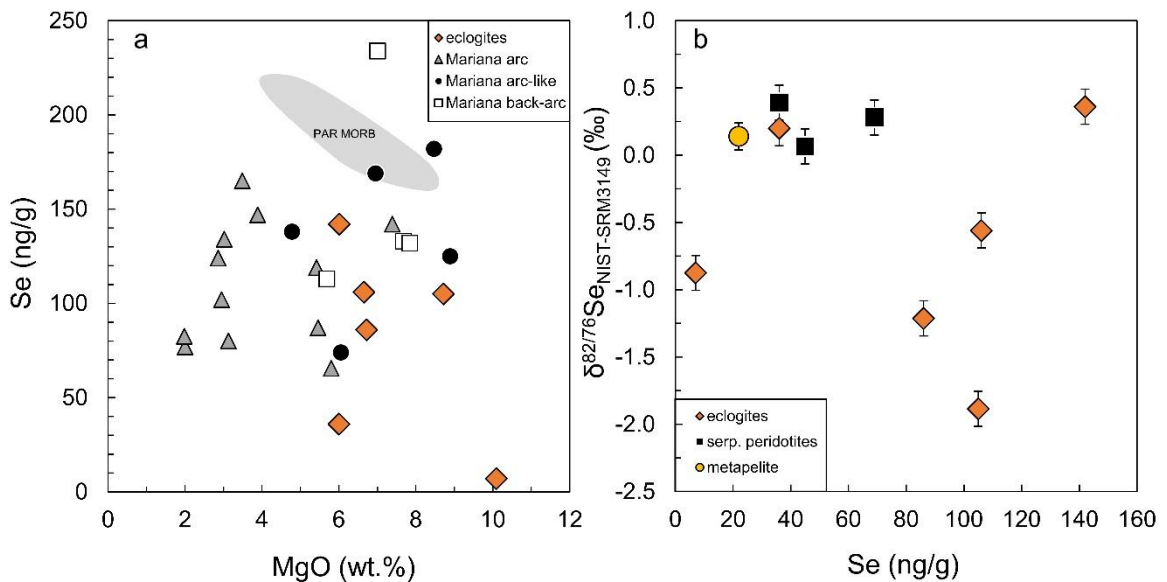 a
eclogites
Mariana arc
Mariana arc-like
Mariana back-arc
PAR MORB
250
200
150
100
50
0
Se (ng/g)
0 2 4 6 8 10 12
MgO (wt.%)
b
1.0
0.5
0.0
-0.5
-1.0
-1.5
-2.0
-2.5
δ82/76SeNIST-SRM3149 (‰)
eclogites
serp. peridotites
metapelite
0 20 40 60 80 100 120 140 160
Se (ng/g)